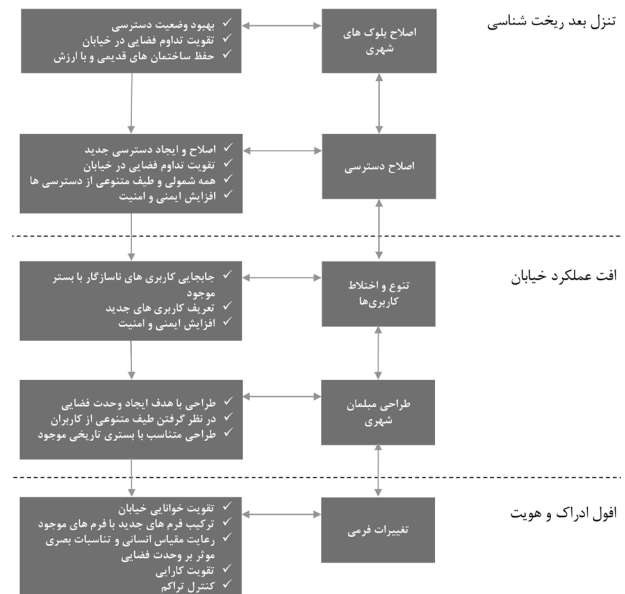 تنزل بعد ریخت شناسی
اصلاح بلوک های
شهری
✓ بهبود وضعیت دسترسی
✓ تقویت تداوم فضایی در خیابان
✓ حفظ ساختمان های قدیمی و با ارزش
اصلاح دسترسی
✓ اصلاح و ایجاد دسترسی جدید
✓ تقویت تداوم فضایی در خیابان
✓ همه شمولی و طیف متنوعی از دسترسی ها
✓ افزایش ایمنی و امنیت
افت عملکرد خیابان
تنوع و اختلاط
کاربری‌ها
✓ جابجایی کاربری های ناسازگار با بستر
موجود
✓ تعریف کاربری های جدید
✓ افزایش ایمنی و امنیت
طراحی مبلمان
شهری
✓ طراحی با هدف ایجاد وحدت فضایی
✓ در نظر گرفتن طیف متنوعی از کاربران
✓ طراحی متناسب با بستری تاریخی موجود
افول ادراک و هویت
تغییرات فرمی
✓ تقویت خوانایی خیابان
✓ ترکیب فرم های جدید با فرم های موجود
✓ رعایت مقیاس انسانی و تناسبات بصری
موثر بر وحدت فضایی
✓ تقویت کارایی
✓ کنترل تراکم